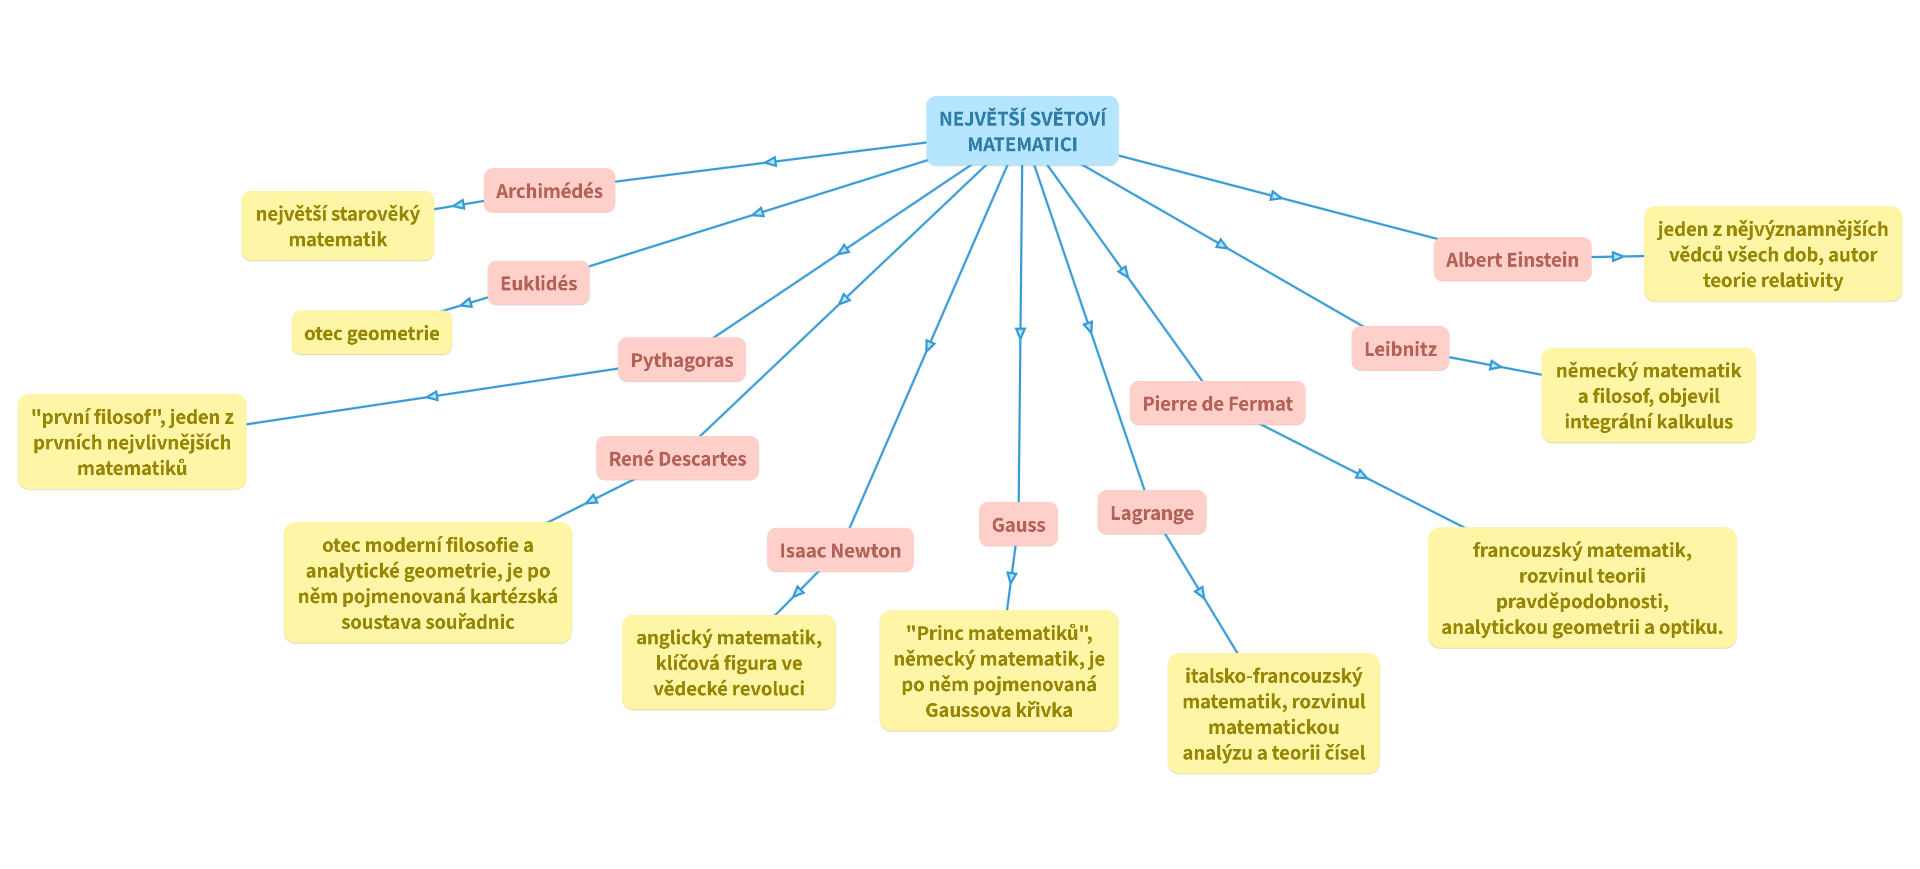 NEJVĚTŠÍ SVĚTOVÍ
MATEMATICI
Archimédés
největší starověký
matematik
Euklidés
otec geometrie
Pythagoras
"první filosof", jeden z
prvních nejvlivnějších
matematiků
René Descartes
otec moderní filosofie a
analytické geometrie, je po
něm pojmenovaná kartézská
soustava souřadnic
Isaac Newton
anglický matematik,
klíčová figura ve
vědecké revoluci
Gauss
"Princ matematiků",
německý matematik, je
po něm pojmenovaná
Gaussova křivka
Lagrange
italsko-francouzský
matematik, rozvinul
matematickou
analýzu a teorii čísel
Pierre de Fermat
francouzský matematik,
rozvinul teorii
pravděpodobnosti,
analytickou geometrii a optiku.
Leibnitz
německý matematik
a filosof, objevil
integrální kalkulus
Albert Einstein
jeden z nějvýznamnějších
vědců všech dob, autor
teorie relativity